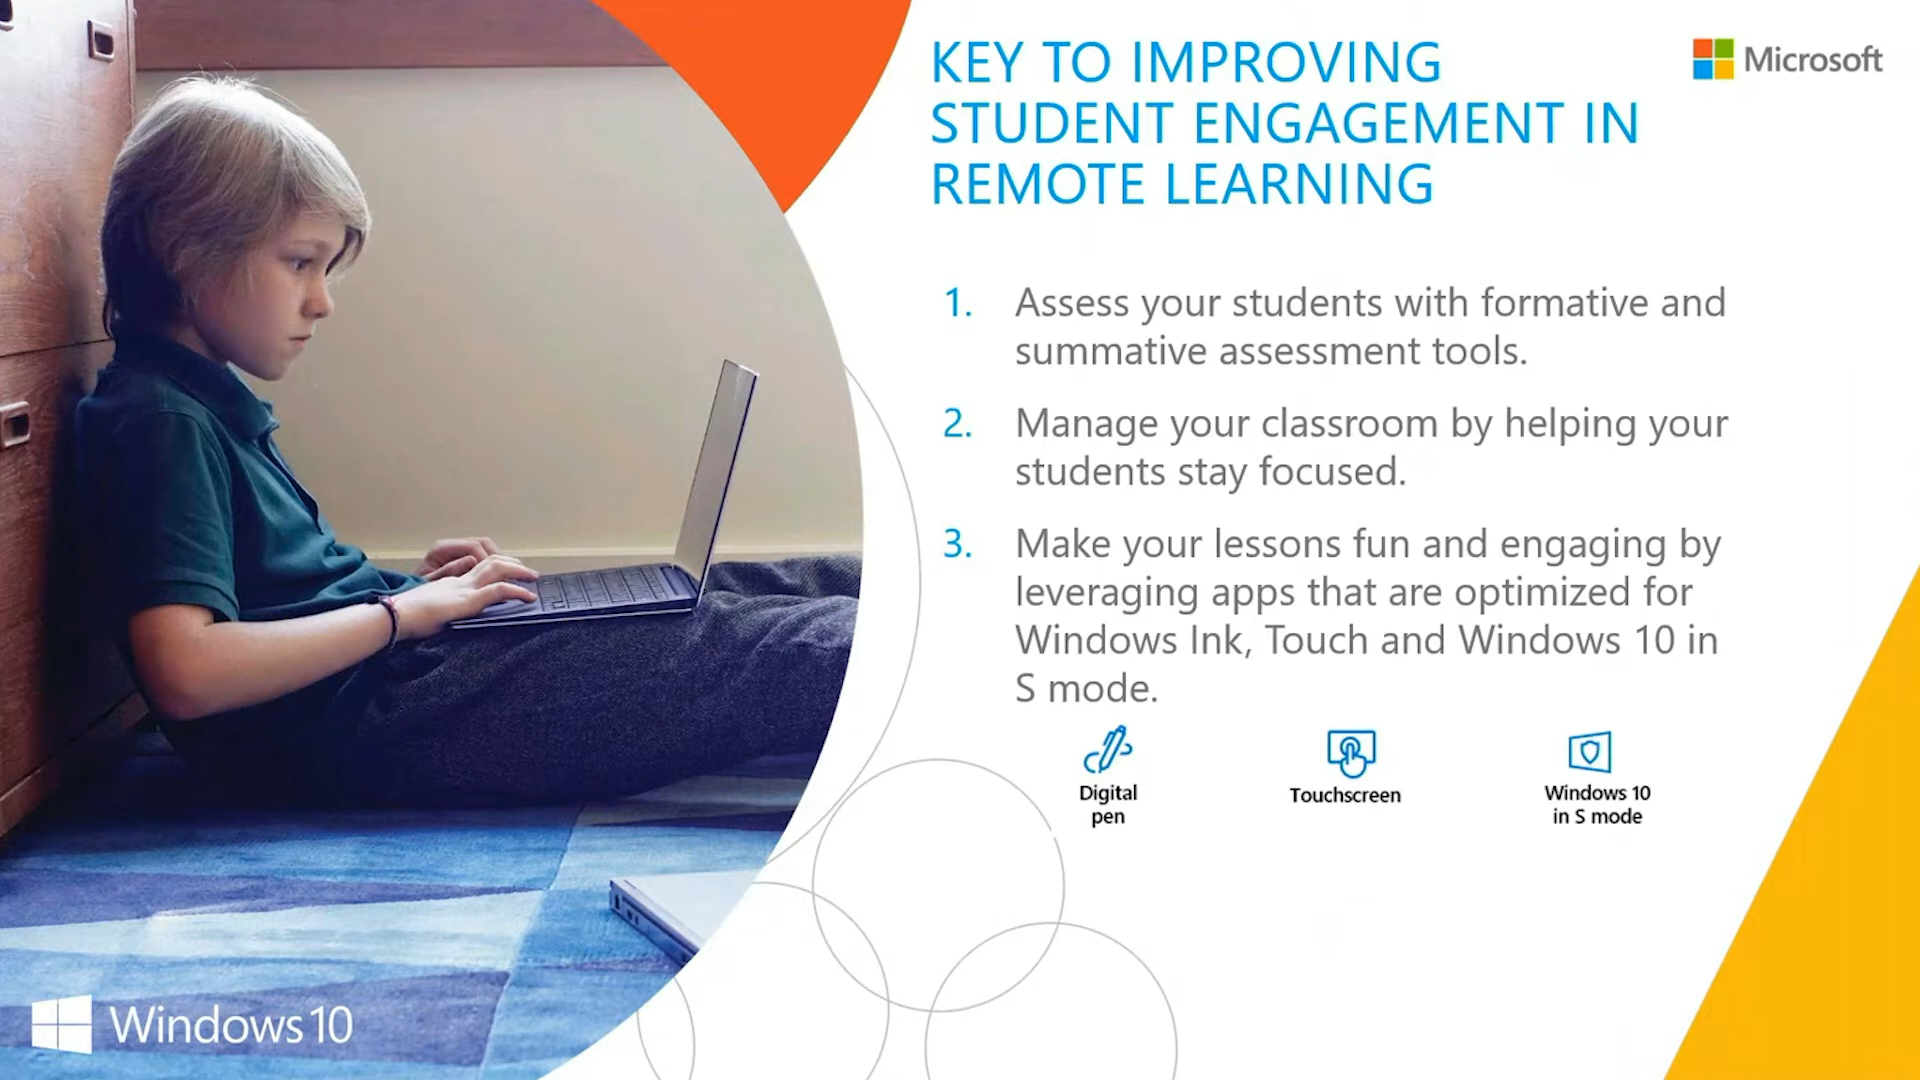 KEY TO IMPROVING
STUDENT ENGAGEMENT IN
REMOTE LEARNING
Microsoft
1. Assess your students with formative and
summative assessment tools.
2. Manage your classroom by helping your
students stay focused.
3. Make your lessons fun and engaging by
leveraging apps that are optimized for
Windows Ink, Touch and Windows 10 in
S mode.
Digital
pen
Touchscreen
Windows 10
in S mode
Windows 10